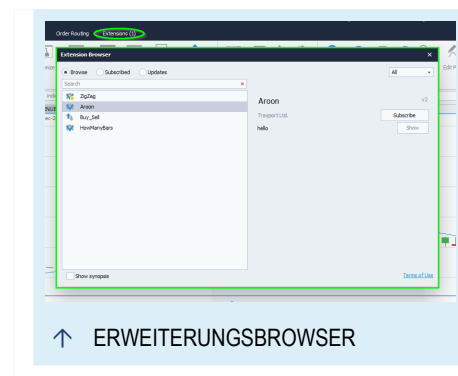 Order Routing Extensions (1)
Extension Browser
Browse Subscribed Updates All
Search
ZigZag
Aroon
Buy_Sell
HowManyBars
Aroon v2
Trayport Ltd. Subscribe
hello Show
Show synopsis Terms of Use
ERWEITERUNGSBROWSER